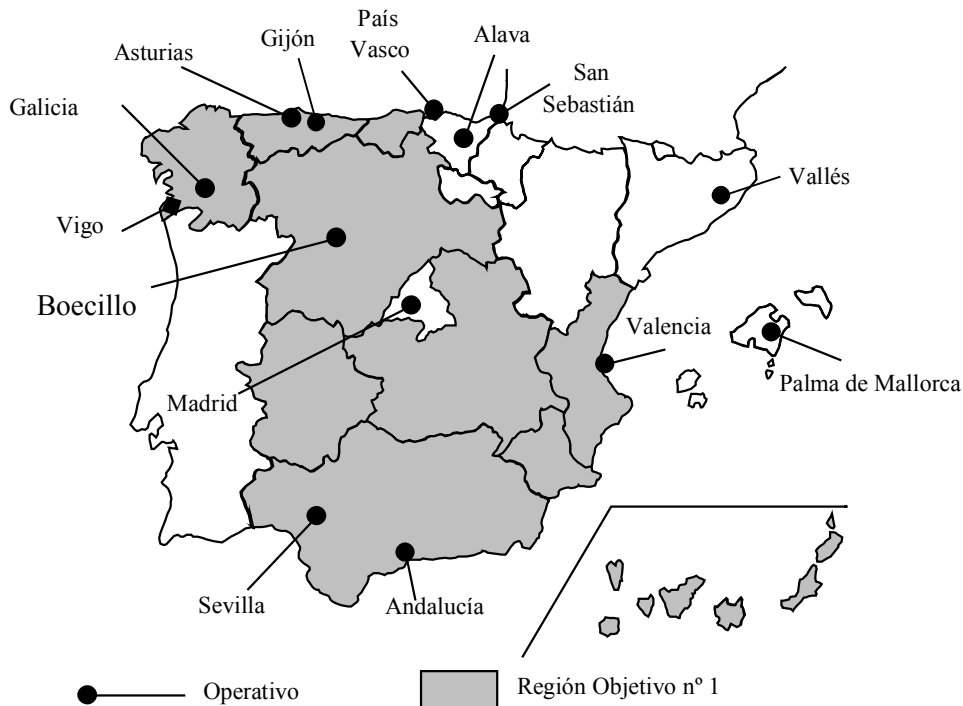 País
Vasco
Gijón
Alava
Asturias
San
Sebastián
Galicia
Vallés
Vigo
Boecillo
Valencia
Madrid
Palma de Mallorca
Sevilla
Andalucía
Operativo
Región Objetivo nº 1